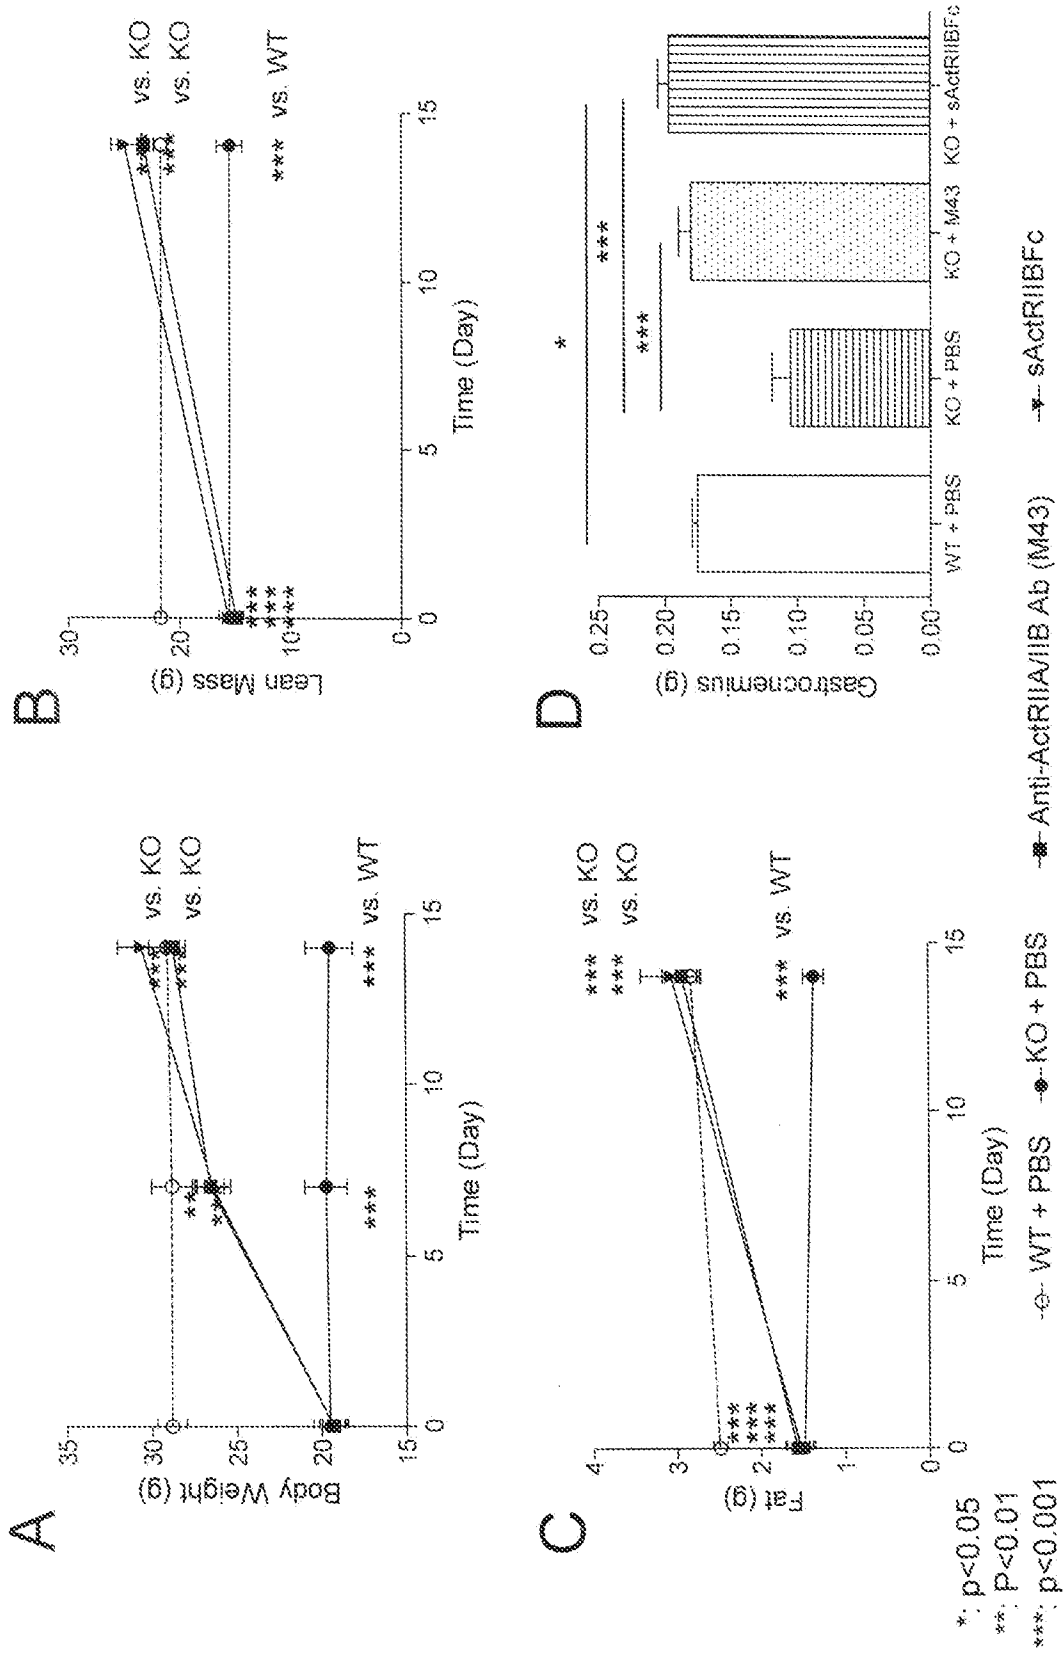 A
Body Weight (g)
35
30
25
20
15
0
5
10
15
Time (Day)
**
**
***
*** vs. KO
*** vs. KO
*** vs. WT
B
Lean Mass (g)
30
20
10
0
0
5
10
15
Time (Day)
***
***
***
*** vs. KO
*** vs. KO
*** vs. WT
C
Fat (g)
4
3
2
1
0
0
5
10
15
Time (Day)
***
***
***
*** vs. KO
*** vs. KO
*** vs. WT
D
Gastrocnemius (g)
0.25
0.20
0.15
0.10
0.05
0.00
*
***
***
WT + PBS
KO + PBS
KO + M43
KO + sActRIIBFc
*: p<0.05
**: P<0.01
***: p<0.001
WT + PBS
KO + PBS
Anti-ActRIIA/IIB Ab (M43)
sActRIIBFc